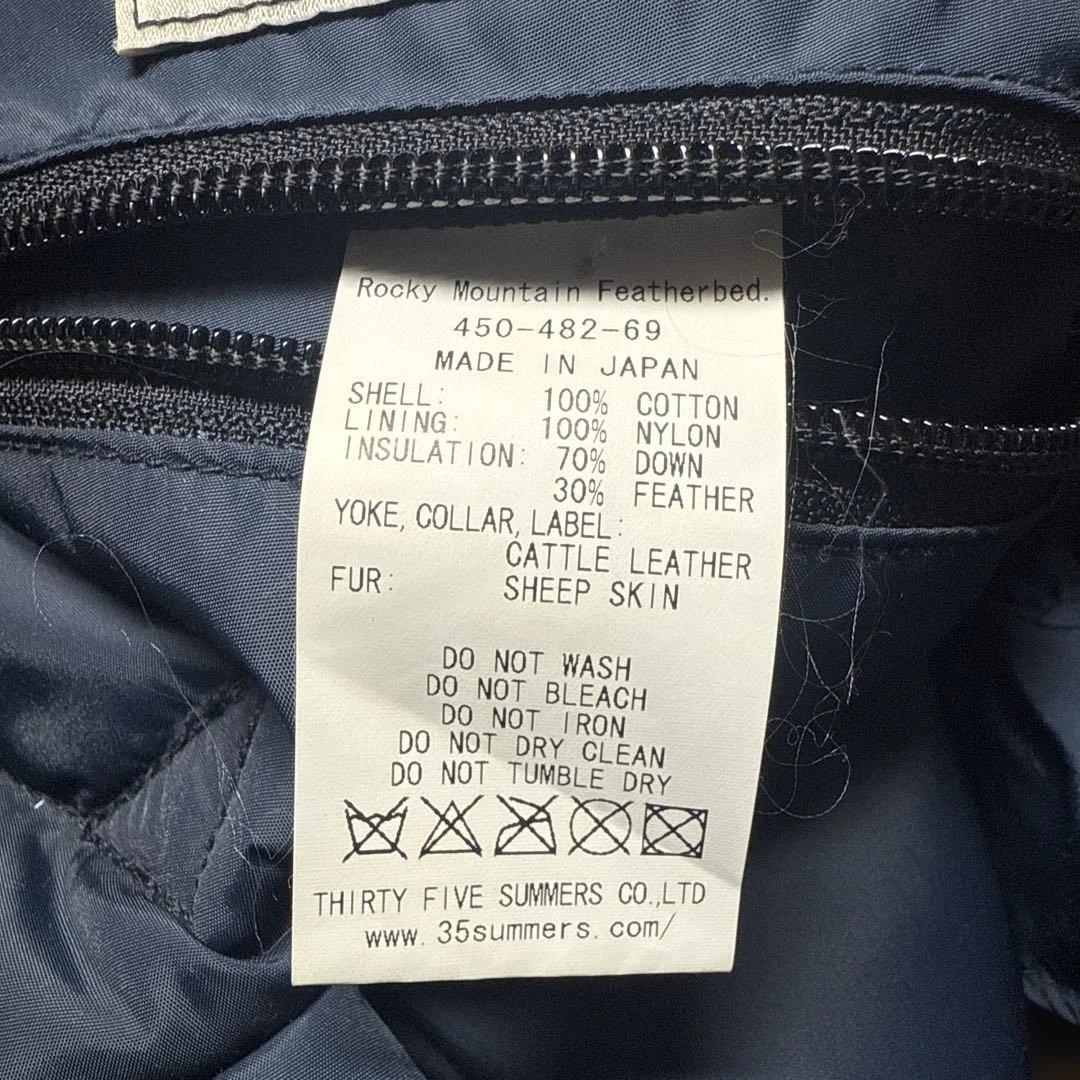 Rocky Mountain Featherbed.
450-482-69
MADE IN JAPAN
SHELL: 100% COTTON
LINING: 100% NYLON
INSULATION: 70% DOWN
30% FEATHER
YOKE, COLLAR, LABEL:
CATTLE LEATHER
FUR: SHEEP SKIN
DO NOT WASH
DO NOT BLEACH
DO NOT IRON
DO NOT DRY CLEAN
DO NOT TUMBLE DRY
THIRTY FIVE SUMMERS CO.,LTD
www. 35summers. com/